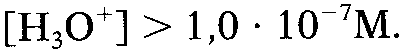 [H₃O⁺] > 1,0 · 10⁻⁷M.